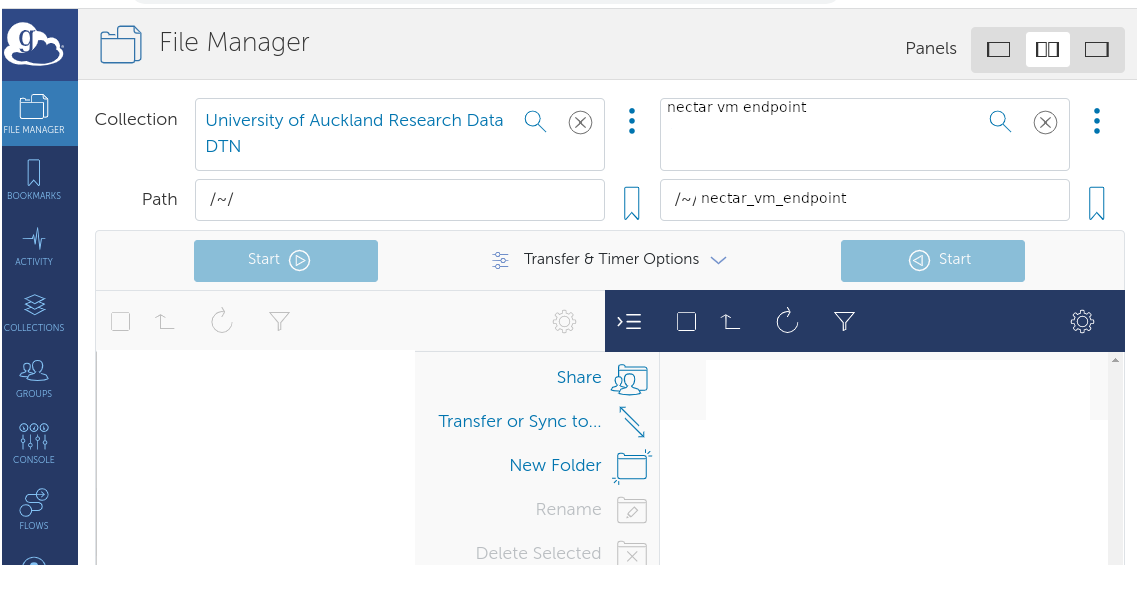 g
File Manager
Panels
FILE MANAGER
BOOKMARKS
ACTIVITY
COLLECTIONS
GROUPS
CONSOLE
FLOWS
Collection
University of Auckland Research Data
DTN
nectar vm endpoint
Path
/~/
/~/ nectar_vm_endpoint
Start
Transfer & Timer Options
Start
Share
Transfer or Sync to...
New Folder
Rename
Delete Selected